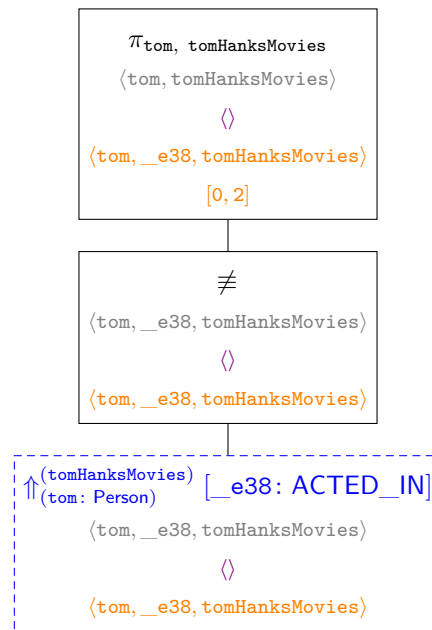 π tom, tomHanksMovies
⟨tom, tomHanksMovies⟩
⟨⟩
⟨tom, __e38, tomHanksMovies⟩
[0, 2]
≢
⟨tom, __e38, tomHanksMovies⟩
⟨⟩
⟨tom, __e38, tomHanksMovies⟩
⇑ (tomHanksMovies) (tom: Person) [__e38: ACTED_IN]
⟨tom, __e38, tomHanksMovies⟩
⟨⟩
⟨tom, __e38, tomHanksMovies⟩